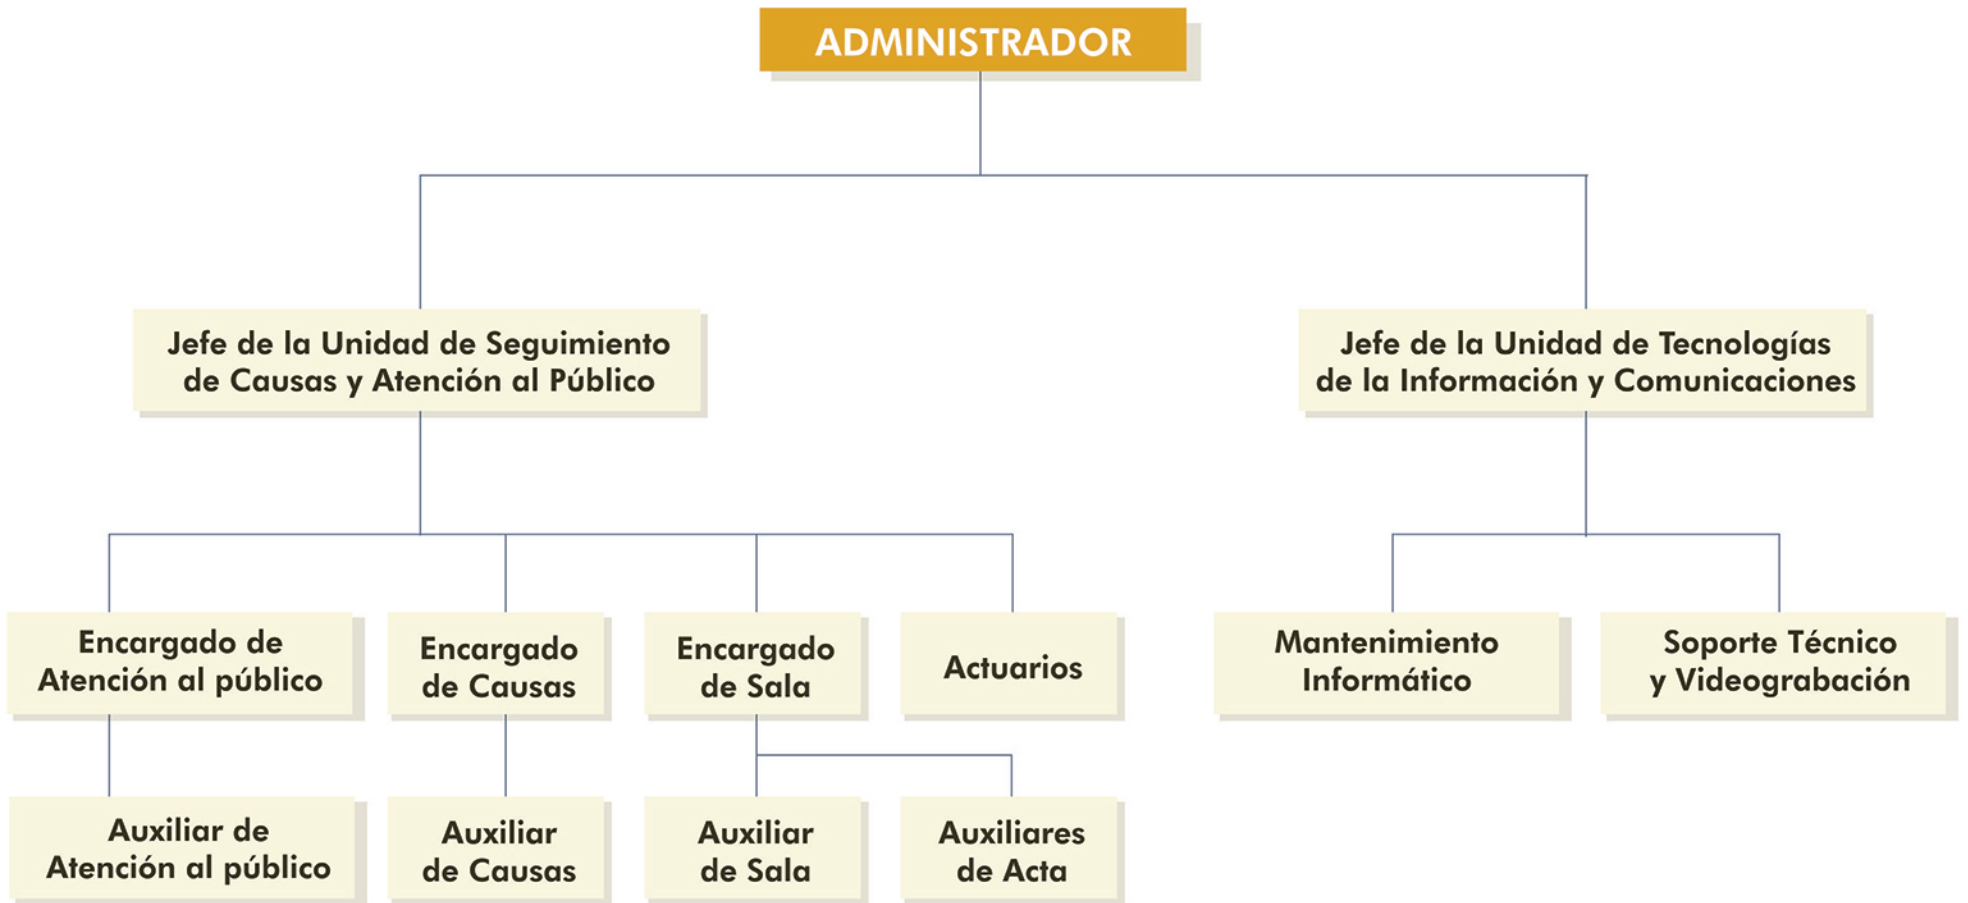 ADMINISTRADOR
Jefe de la Unidad de Seguimiento
de Causas y Atención al Público
Jefe de la Unidad de Tecnologías
de la Información y Comunicaciones
Encargado de
Atención al público
Encargado
de Causas
Encargado
de Sala
Actuarios
Mantenimiento
Informático
Soporte Técnico
y Videograbación
Auxiliar de
Atención al público
Auxiliar
de Causas
Auxiliar
de Sala
Auxiliares
de Acta